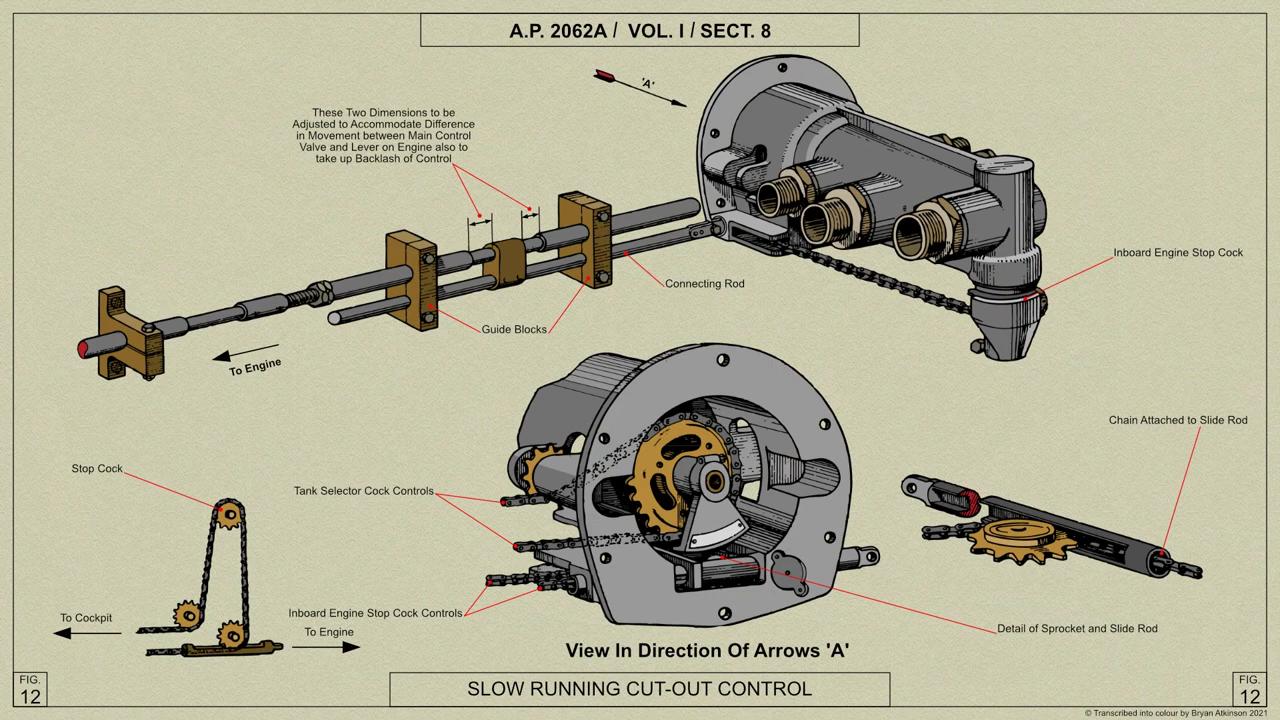 A.P. 2062A / VOL. I / SECT. 8
'A'
These Two Dimensions to be
Adjusted to Accommodate Difference
in Movement between Main Control
Valve and Lever on Engine also to
take up Backlash of Control
Inboard Engine Stop Cock
Connecting Rod
Guide Blocks
To Engine
Chain Attached to Slide Rod
Stop Cock
Tank Selector Cock Controls
Inboard Engine Stop Cock Controls
To Cockpit
To Engine
Detail of Sprocket and Slide Rod
View In Direction Of Arrows 'A'
FIG.
12
SLOW RUNNING CUT-OUT CONTROL
FIG.
12
© Transcribed into colour by Bryan Atkinson 2021